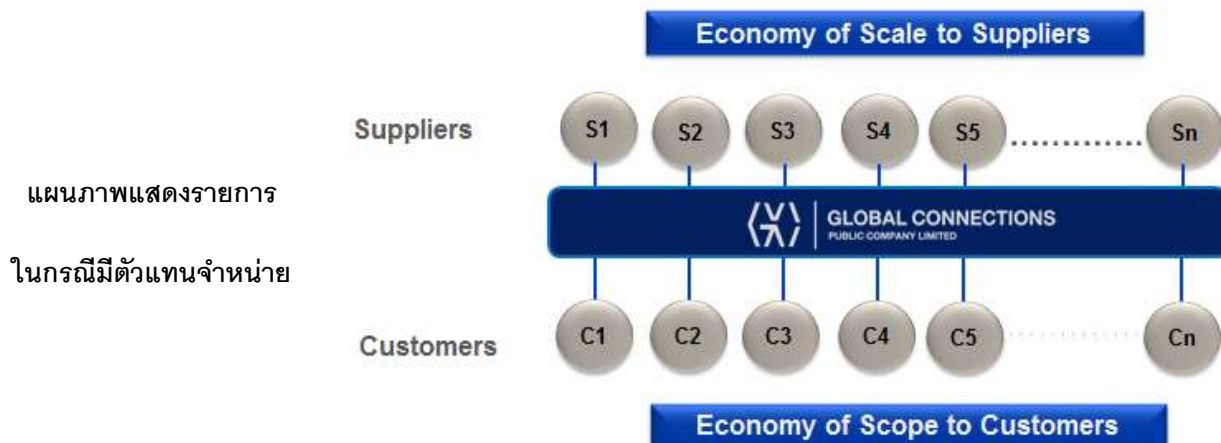 Economy of Scale to Suppliers
Suppliers
S1 S2 S3 S4 S5 Sn
แผนภาพแสดงรายการ
ในกรณีมีตัวแทนจำหน่าย
GLOBAL CONNECTIONS
PUBLIC COMPANY LIMITED
Customers
C1 C2 C3 C4 C5 Cn
Economy of Scope to Customers